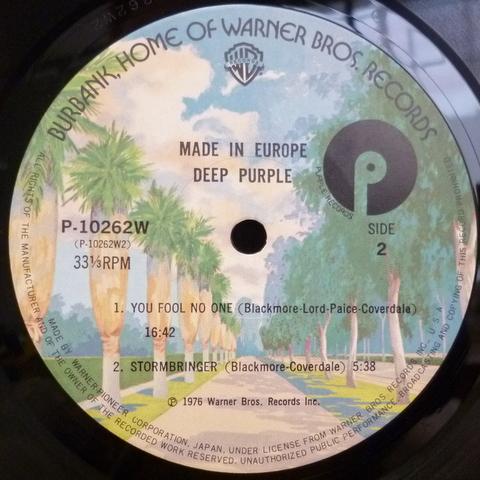 BURBANK, HOME OF WARNER BROS. RECORDS
MADE IN EUROPE
DEEP PURPLE
p
PURPLE RECORDS
P-10262W
(P-10262W2)
33⅓RPM
SIDE
2
1. YOU FOOL NO ONE (Blackmore-Lord-Paice-Coverdale)
16:42
2. STORMBRINGER (Blackmore-Coverdale) 5:38
℗ 1976 Warner Bros. Records Inc.
MADE BY WARNER-PIONEER CORPORATION, JAPAN, UNDER LICENSE FROM WARNER BROS RECORDS INC., U.S.A.
ALL RIGHTS OF THE MANUFACTURER AND OF THE OWNER OF THE RECORDED WORK RESERVED. UNAUTHORIZED PUBLIC PERFORMANCE, BROADCASTING AND COPYING OF THIS RECORD PROHIBITED